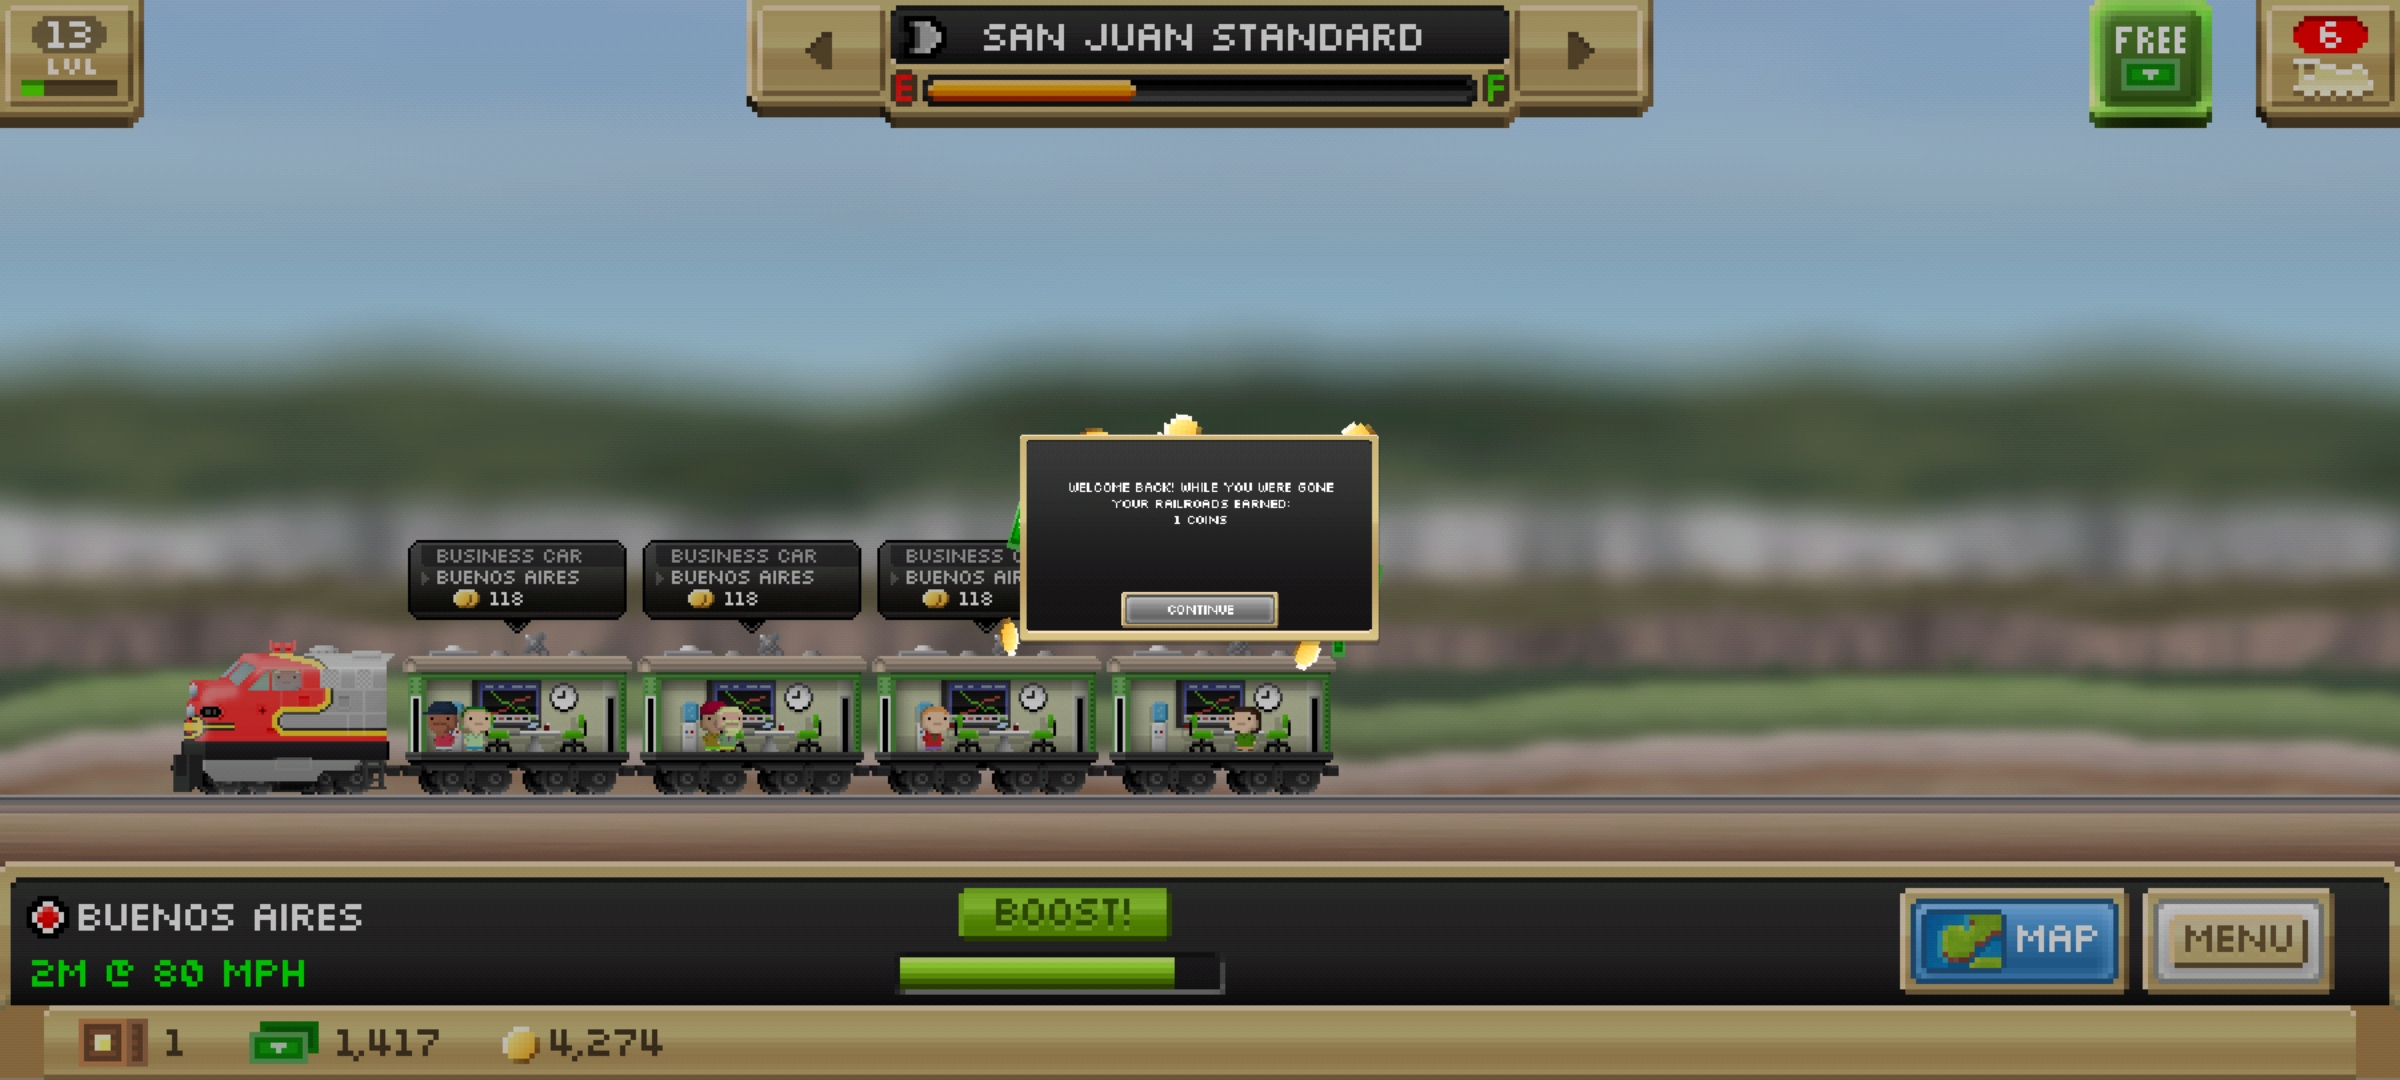 13
LVL
SAN JUAN STANDARD
E F
FREE
6
WELCOME BACK! WHILE YOU WERE GONE
YOUR RAILROADS EARNED:
1 COINS
CONTINUE
BUSINESS CAR
BUENOS AIRES
118
BUSINESS CAR
BUENOS AIRES
118
BUSINESS C
BUENOS AIR
118
BUENOS AIRES
2M @ 80 MPH
BOOST!
MAP
MENU
1
1,417
4,274